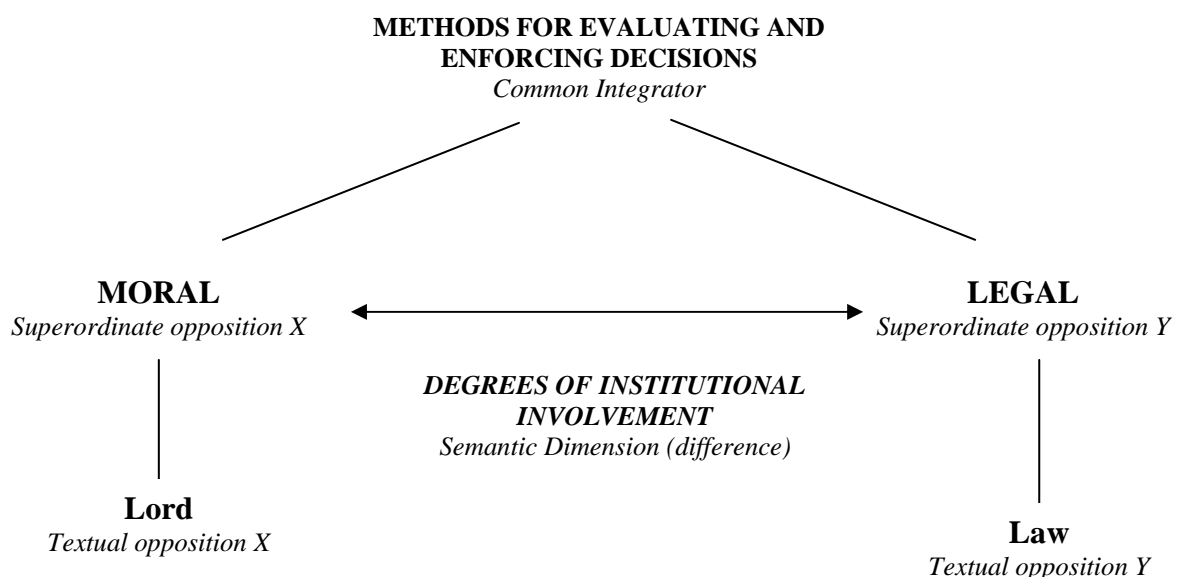 METHODS FOR EVALUATING AND
ENFORCING DECISIONS
Common Integrator
MORAL
Superordinate opposition X
LEGAL
Superordinate opposition Y
DEGREES OF INSTITUTIONAL
INVOLVEMENT
Semantic Dimension (difference)
Lord
Textual opposition X
Law
Textual opposition Y